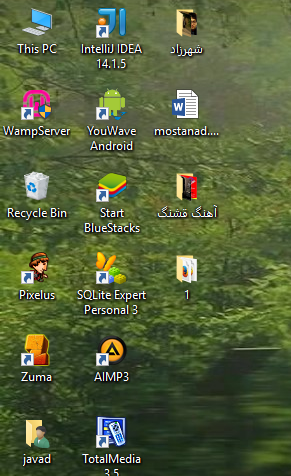 This PC
IntelliJ IDEA
14.1.5
شهرزاد
WampServer
YouWave
Android
mostanad....
Recycle Bin
Start
BlueStacks
آهنگ قشنگ
Pixelus
SQLite Expert
Personal 3
1
Zuma
AIMP3
javad
TotalMedia
3.5